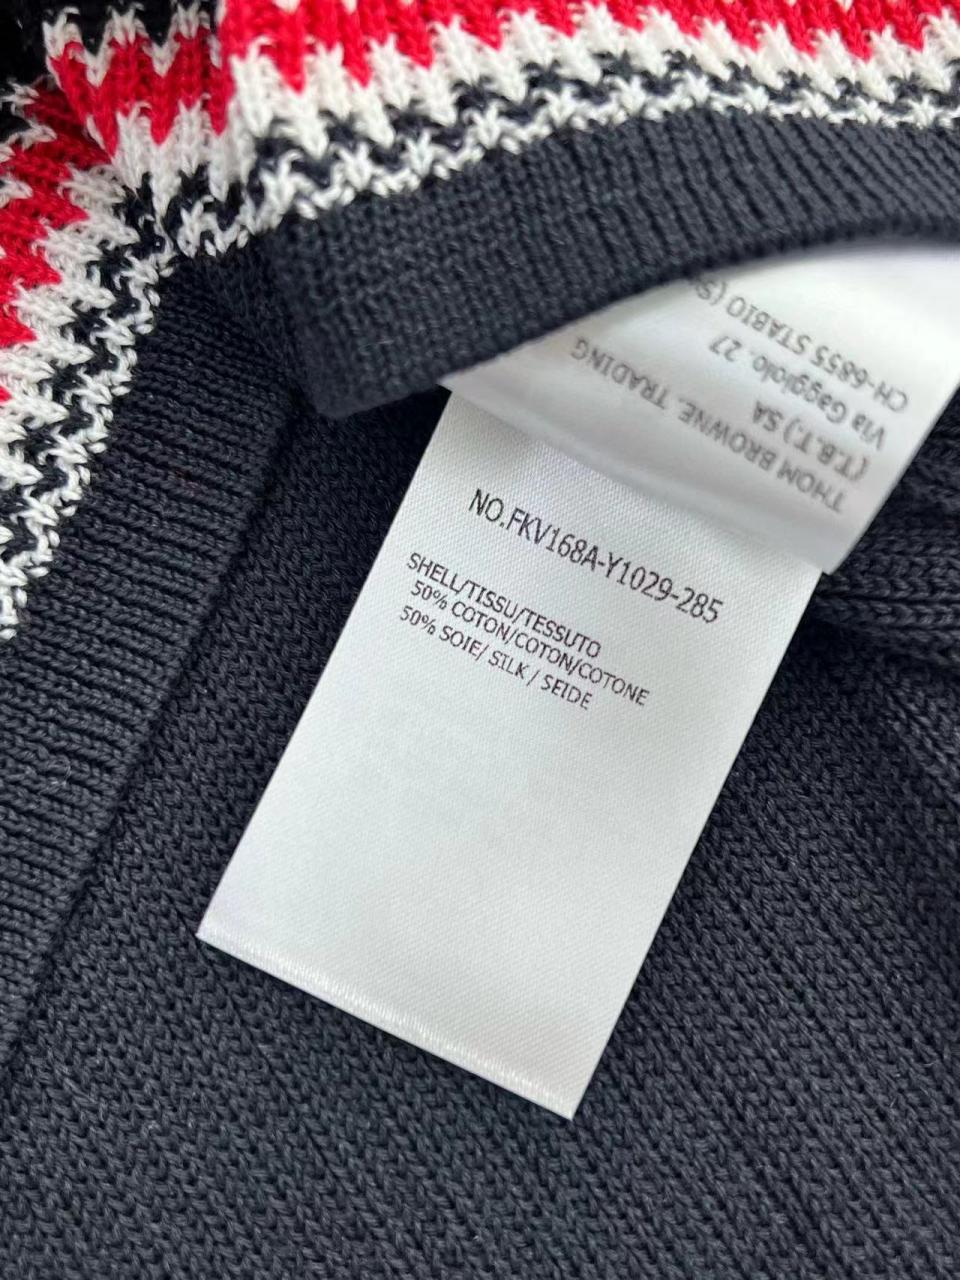 THOM BROWNE. TRADING
(T.B.T.) SA
Via Gaggiolo. 27
CH-6855 STABIO
NO.FKV168A-Y1029-285
SHELL/TISSU/TESSUTO
50% COTON/COTON/COTONE
50% SOIE/ SILK / SEIDE